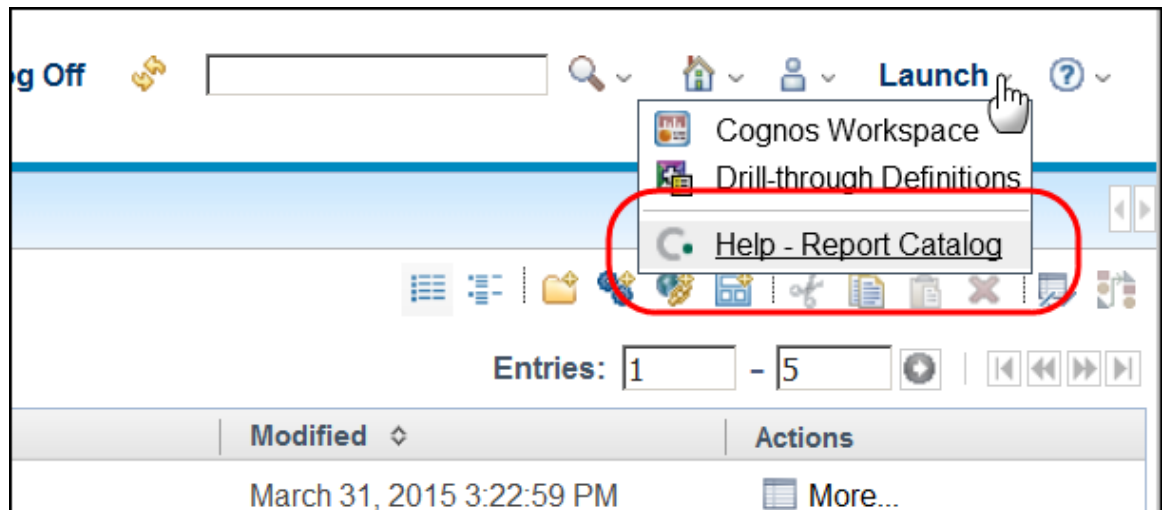 g Off Launch ?
Cognos Workspace
Drill-through Definitions
Help - Report Catalog
Entries: 1 - 5
Modified Actions
March 31, 2015 3:22:59 PM More...